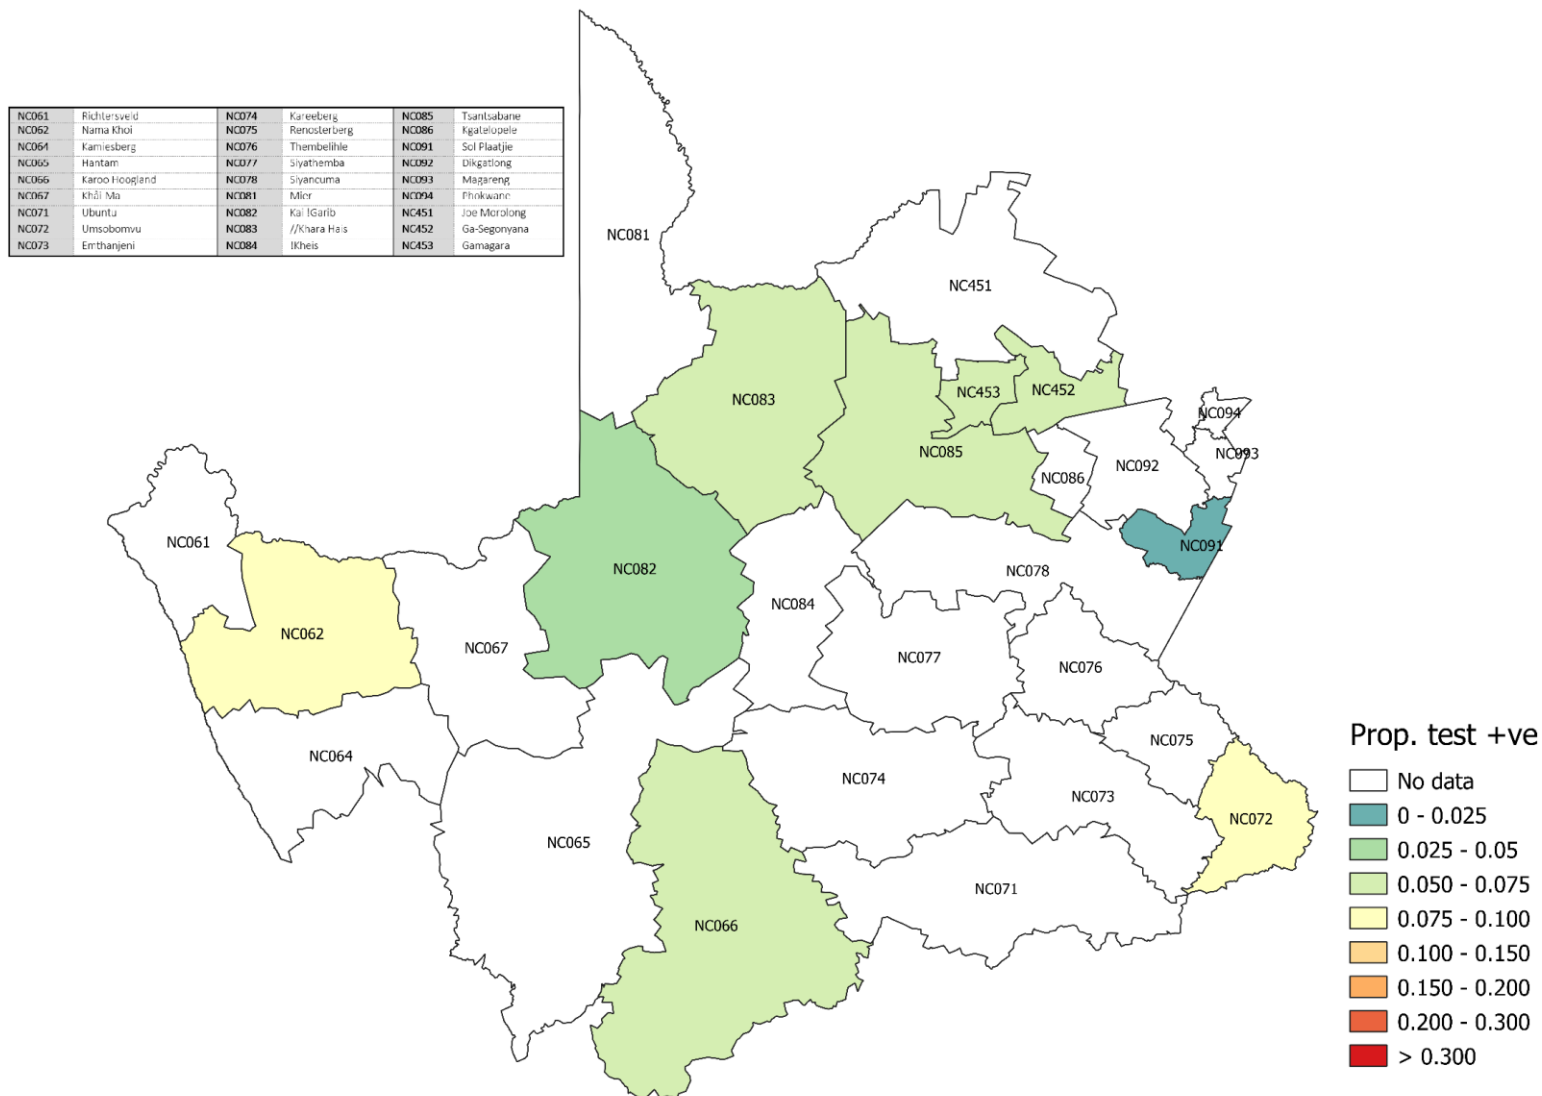 NC061 Richtersveld NC074 Kareeberg NC085 Tsantsabane
NC062 Nama Khoi NC075 Renosterberg NC086 Kgatelopele
NC064 Kamiesberg NC076 Thembelihle NC091 Sol Plaatjie
NC065 Hantam NC077 Siyathemba NC092 Dikgatlong
NC066 Karoo Hoogland NC078 Siyancuma NC093 Magareng
NC067 Khâi-Ma NC081 Mier NC094 Phokwane
NC071 Ubuntu NC082 Kai !Garib NC451 Joe Morolong
NC072 Umsobomvu NC083 //Khara Hais NC452 Ga-Segonyana
NC073 Emthanjeni NC084 !Kheis NC453 Gamagara
NC081
NC451
NC083
NC453
NC452
NC094
NC085
NC086
NC092
NC093
NC061
NC082
NC091
NC078
NC084
NC062
NC067
NC077
NC076
NC064
NC074
NC075
NC073
NC072
NC065
NC071
NC066
Prop. test +ve
No data
0 - 0.025
0.025 - 0.05
0.050 - 0.075
0.075 - 0.100
0.100 - 0.150
0.150 - 0.200
0.200 - 0.300
> 0.300